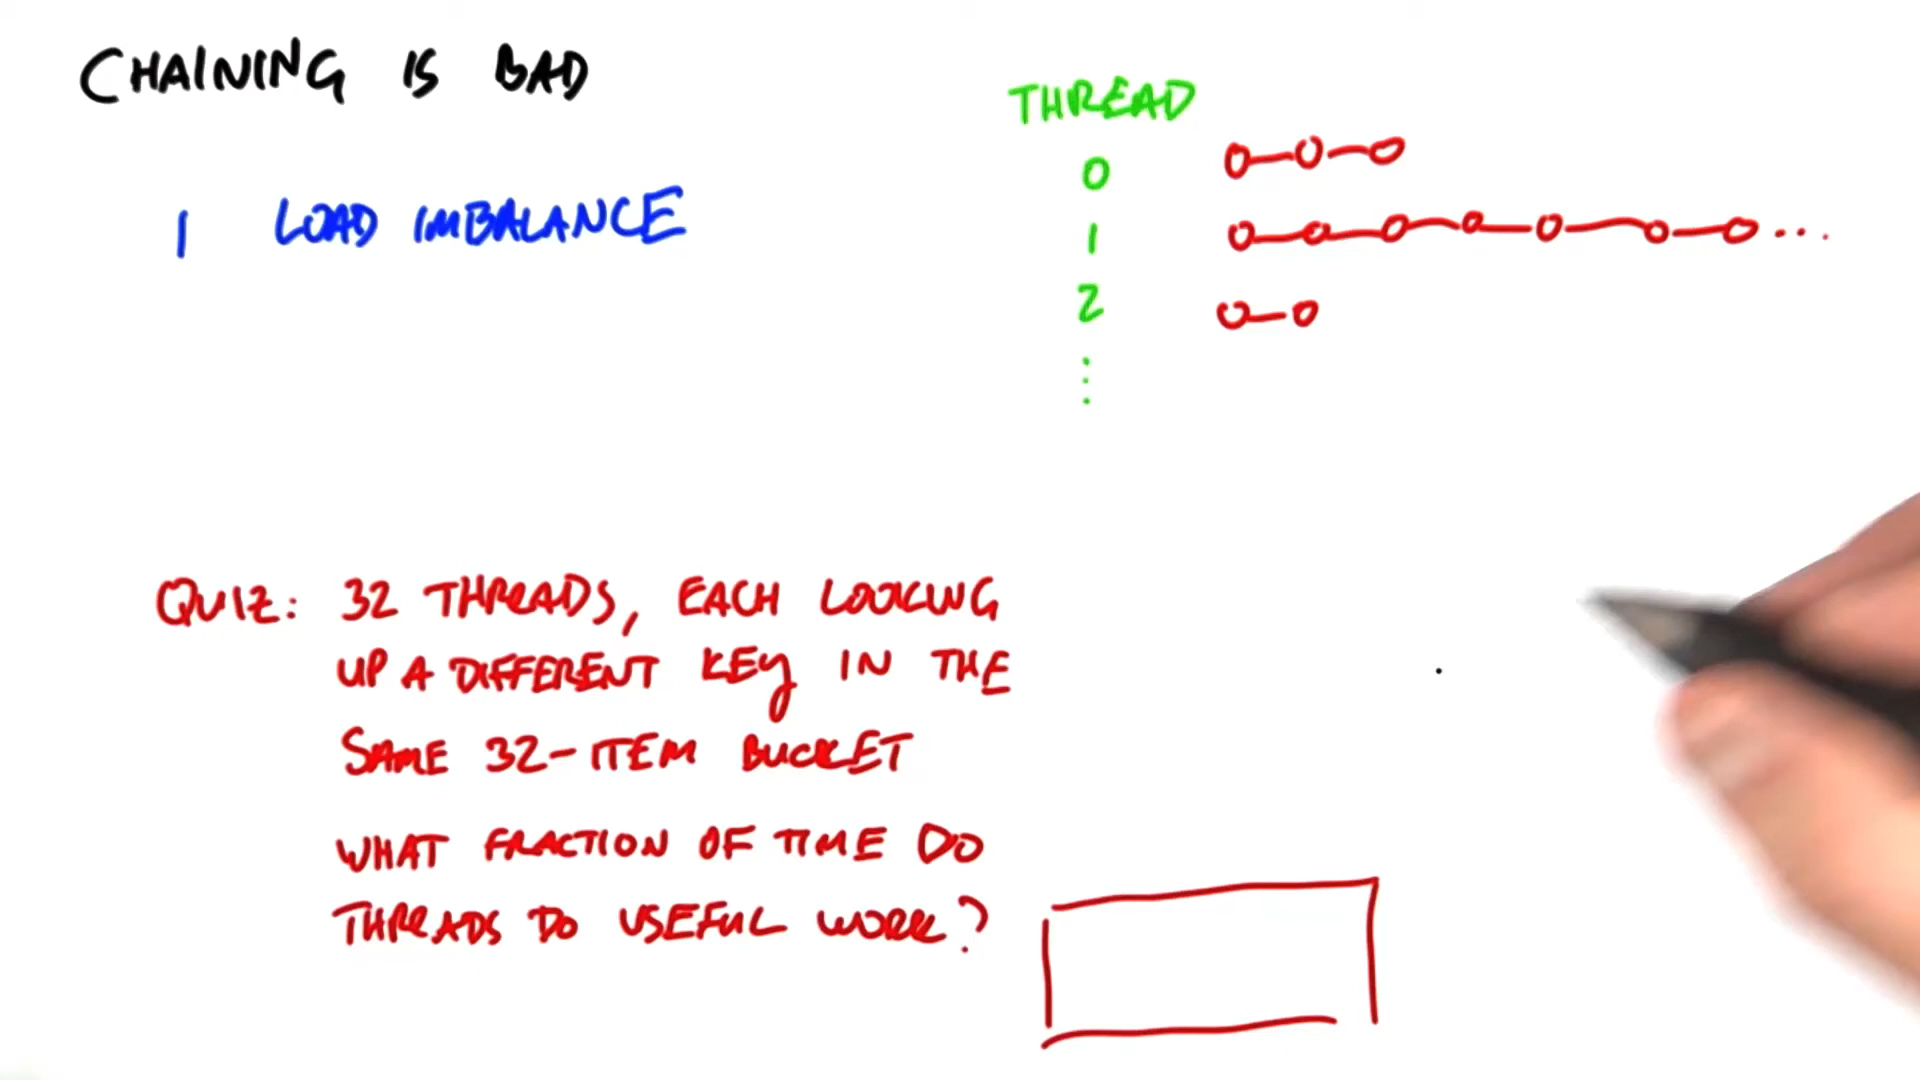 CHAINING IS BAD
1 LOAD IMBALANCE
THREAD
0
1
...
2
⋮
QUIZ: 32 THREADS, EACH LOOKING
UP A DIFFERENT KEY IN THE
SAME 32-ITEM BUCKET
WHAT FRACTION OF TIME DO
THREADS DO USEFUL WORK?